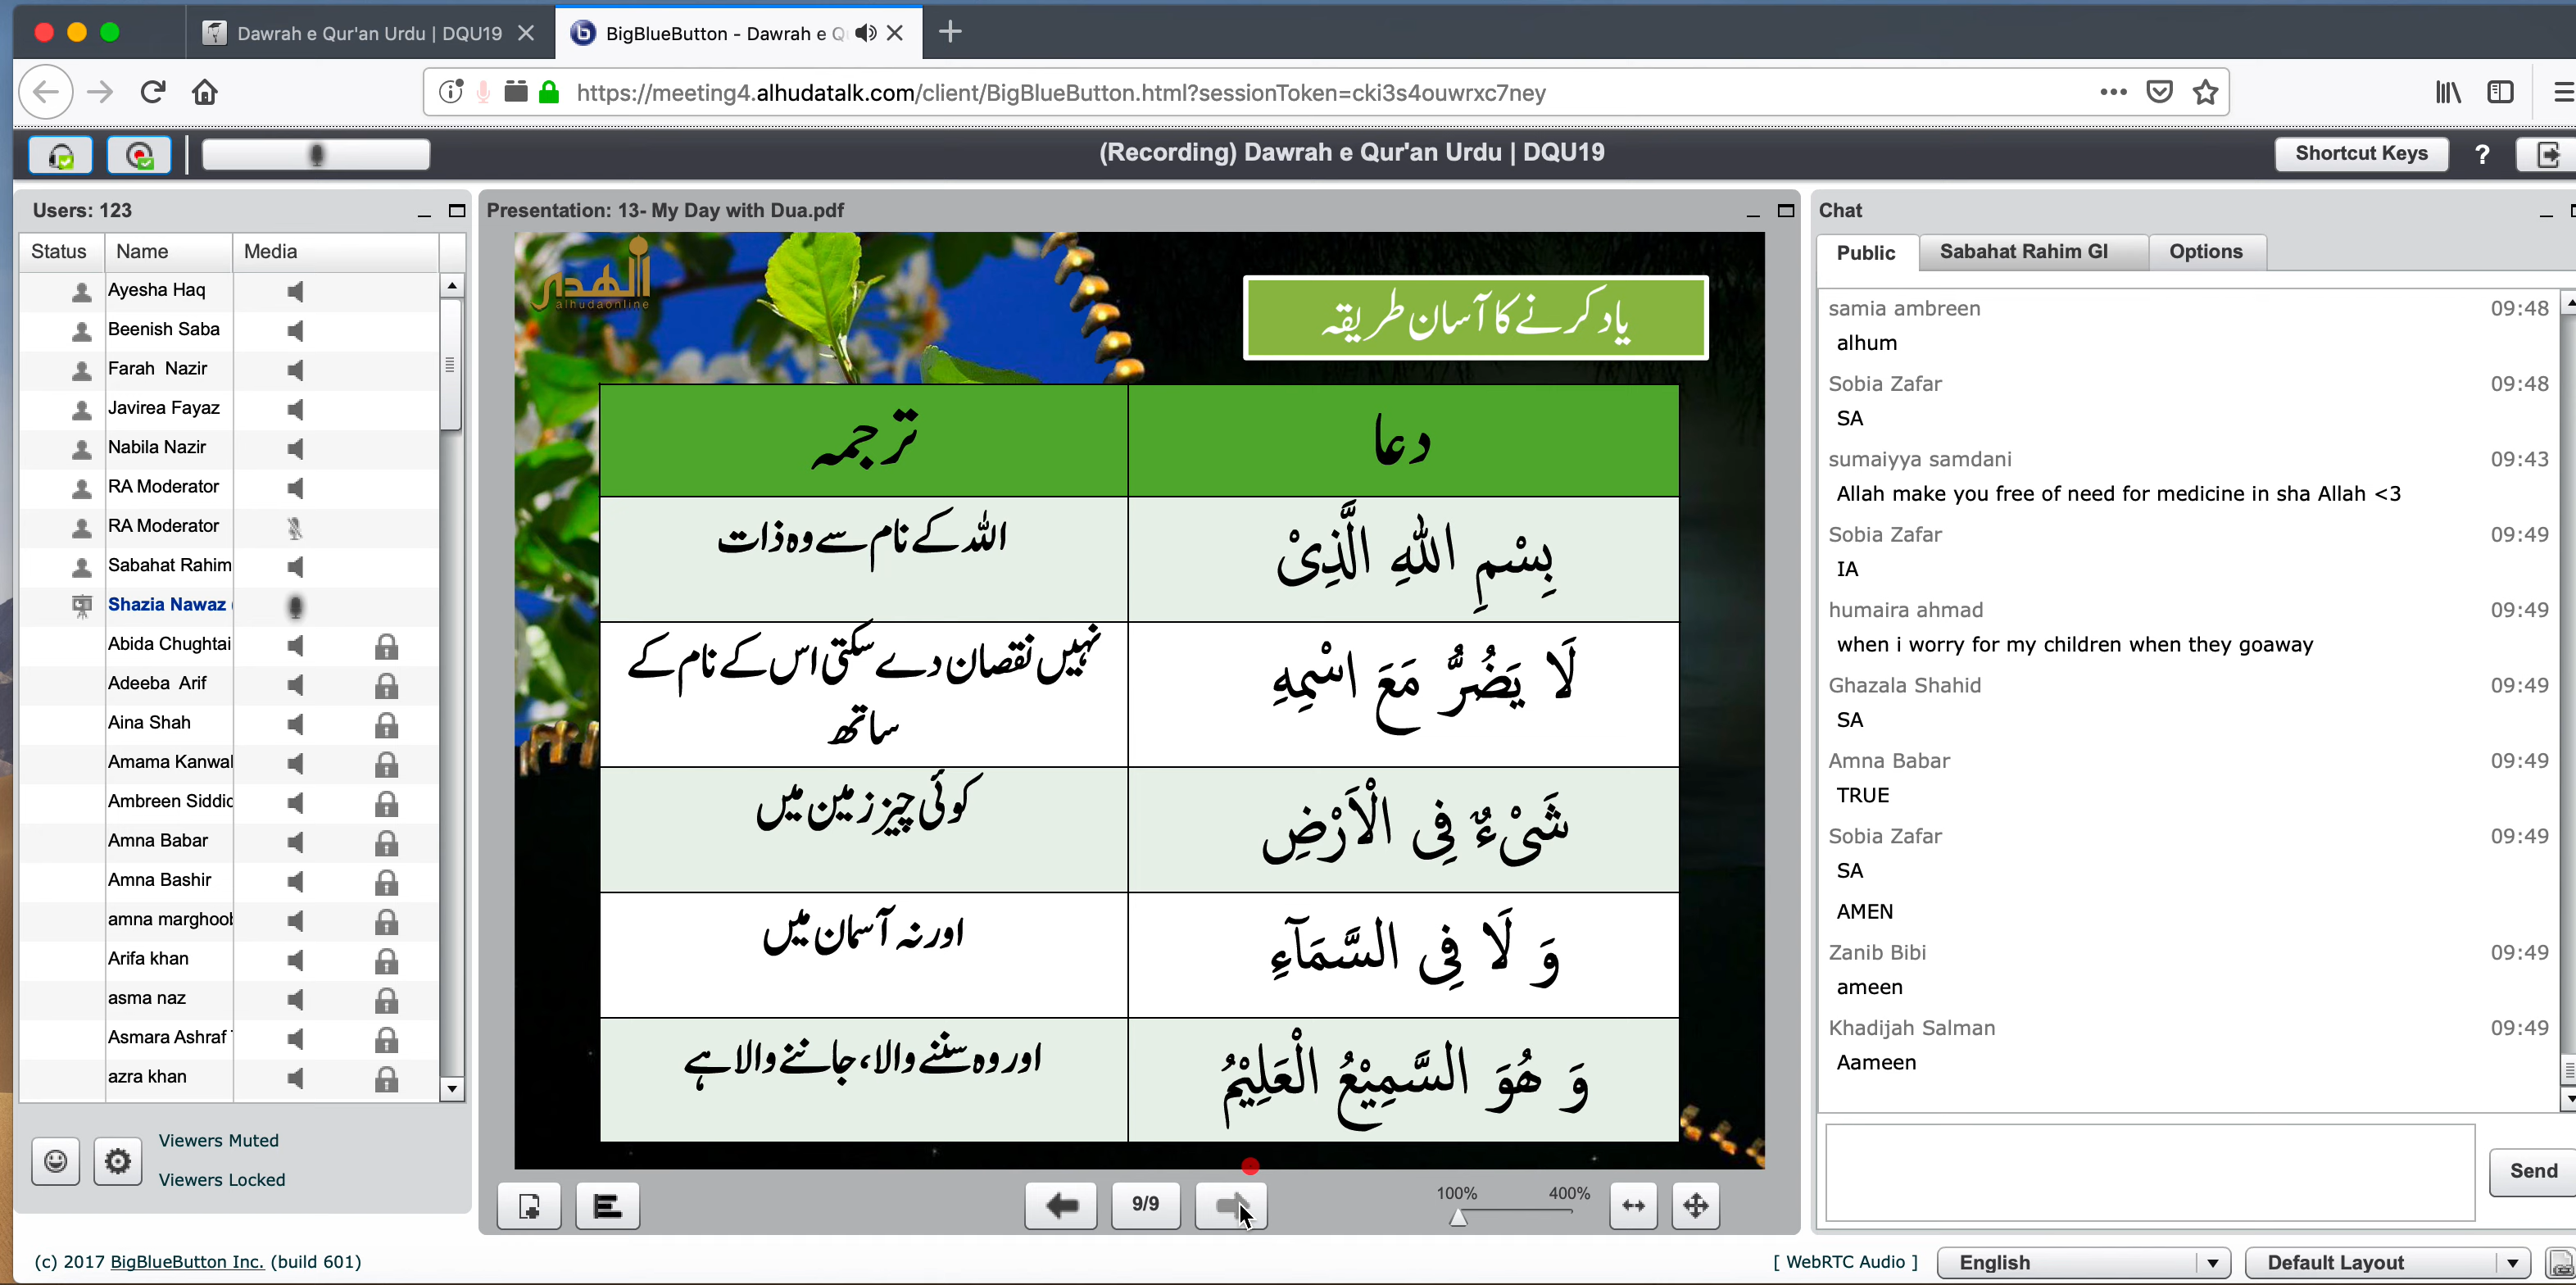 Dawrah e Qur'an Urdu | DQU19
BigBlueButton - Dawrah e Q
https://meeting4.alhudatalk.com/client/BigBlueButton.html?sessionToken=cki3s4ouwrxc7ney
(Recording) Dawrah e Qur'an Urdu | DQU19
Shortcut Keys
?
Users: 123
Status Name Media
Ayesha Haq
Beenish Saba
Farah Nazir
Javirea Fayaz
Nabila Nazir
RA Moderator
RA Moderator
Sabahat Rahim
Shazia Nawaz
Abida Chughtai
Adeeba Arif
Aina Shah
Amama Kanwal
Ambreen Siddic
Amna Babar
Amna Bashir
amna marghoob
Arifa khan
asma naz
Asmara Ashraf
azra khan
Viewers Muted
Viewers Locked
Presentation: 13- My Day with Dua.pdf
الهدى
alhudaonline
یاد کرنے کا آسان طریقہ
دعا
ترجمہ
بِسْمِ اللّٰهِ الَّذِیْ
اللہ کے نام سے وہ ذات
لَا یَضُرُّ مَعَ اسْمِهٖ
نہیں نقصان دے سکتی اس کے نام کے
ساتھ
شَیْءٌ فِی الْاَرْضِ
کوئی چیز زمین میں
وَ لَا فِی السَّمَآءِ
اور نہ آسمان میں
وَ هُوَ السَّمِیْعُ الْعَلِیْمُ
اور وہ سننے والا، جاننے والا ہے
9/9
100% 400%
Chat
Public Sabahat Rahim GI Options
samia ambreen 09:48
alhum
Sobia Zafar 09:48
SA
sumaiyya samdani 09:43
Allah make you free of need for medicine in sha Allah <3
Sobia Zafar 09:49
IA
humaira ahmad 09:49
when i worry for my children when they goaway
Ghazala Shahid 09:49
SA
Amna Babar 09:49
TRUE
Sobia Zafar 09:49
SA
AMEN
Zanib Bibi 09:49
ameen
Khadijah Salman 09:49
Aameen
Send
(c) 2017 BigBlueButton Inc. (build 601)
[ WebRTC Audio ]
English
Default Layout